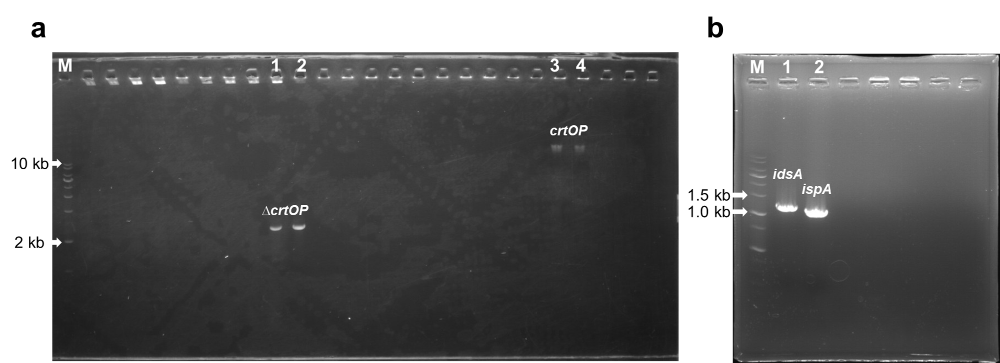 a
M 1 2 3 4
crtOP
10 kb
ΔcrtOP
2 kb
b
M 1 2
idsA
ispA
1.5 kb
1.0 kb